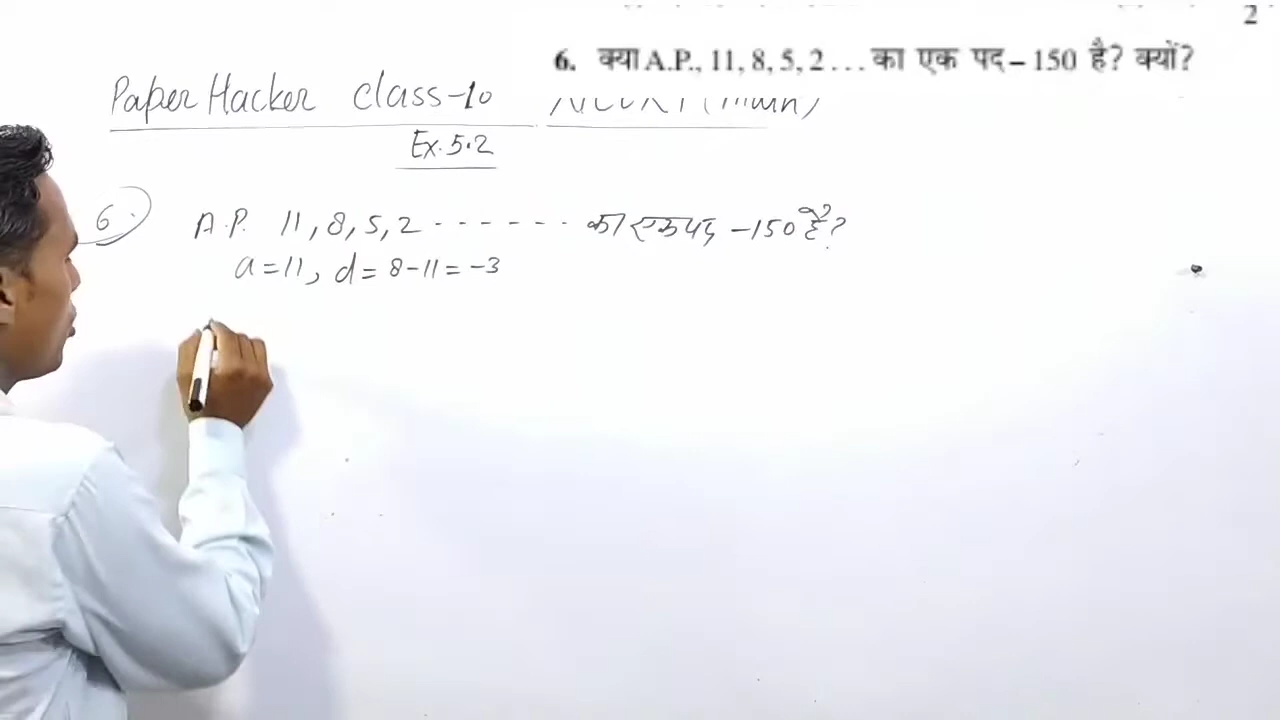 2
6. क्या A.P., 11, 8, 5, 2 . . . का एक पद – 150 है? क्यों?
Paper Hacker class-10
Ex. 5.2
6. A.P. 11, 8, 5, 2 - - - - - - - का एक पद -150 है?
a = 11, d = 8 - 11 = -3